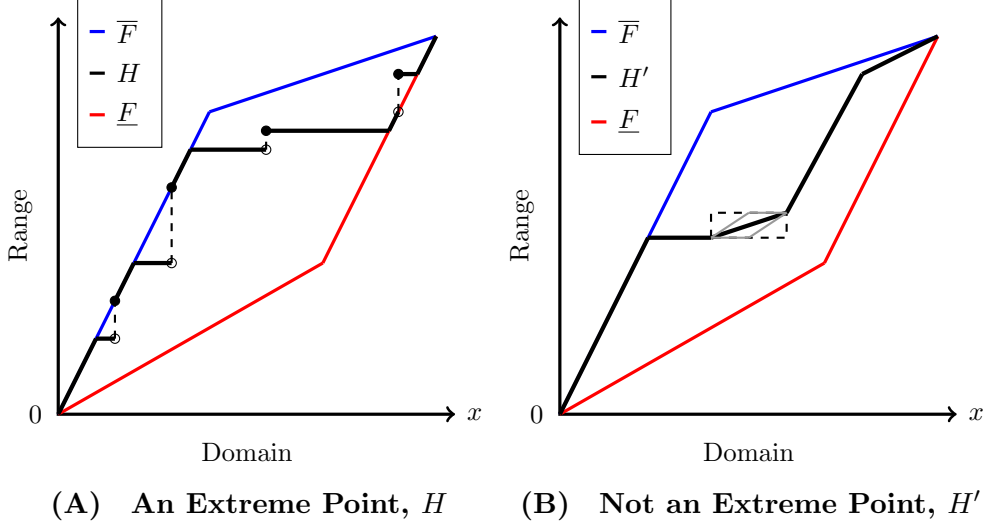 F̅
H
F̲
Range
0
x
Domain
(A) An Extreme Point, H
F̅
H′
F̲
Range
0
x
Domain
(B) Not an Extreme Point, H′